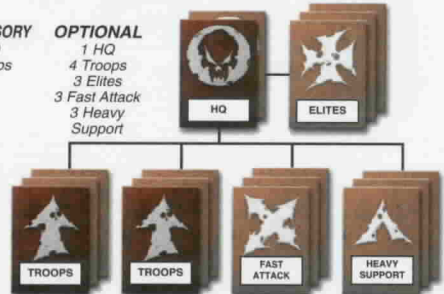 OPTIONAL
1 HQ
4 Troops
3 Elites
3 Fast Attack
3 Heavy
Support
HQ
ELITES
TROOPS
TROOPS
FAST
ATTACK
HEAVY
SUPPORT